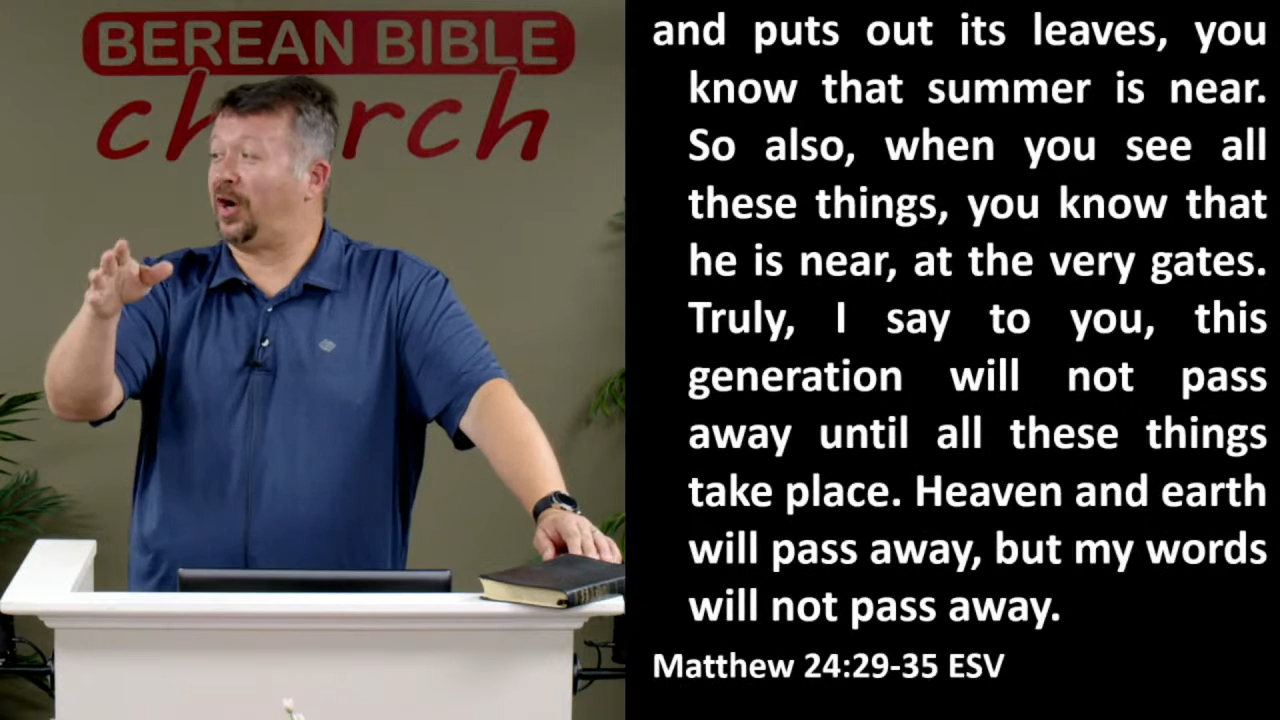 BEREAN BIBLE
church
and puts out its leaves, you
know that summer is near.
So also, when you see all
these things, you know that
he is near, at the very gates.
Truly, I say to you, this
generation will not pass
away until all these things
take place. Heaven and earth
will pass away, but my words
will not pass away.
Matthew 24:29-35 ESV